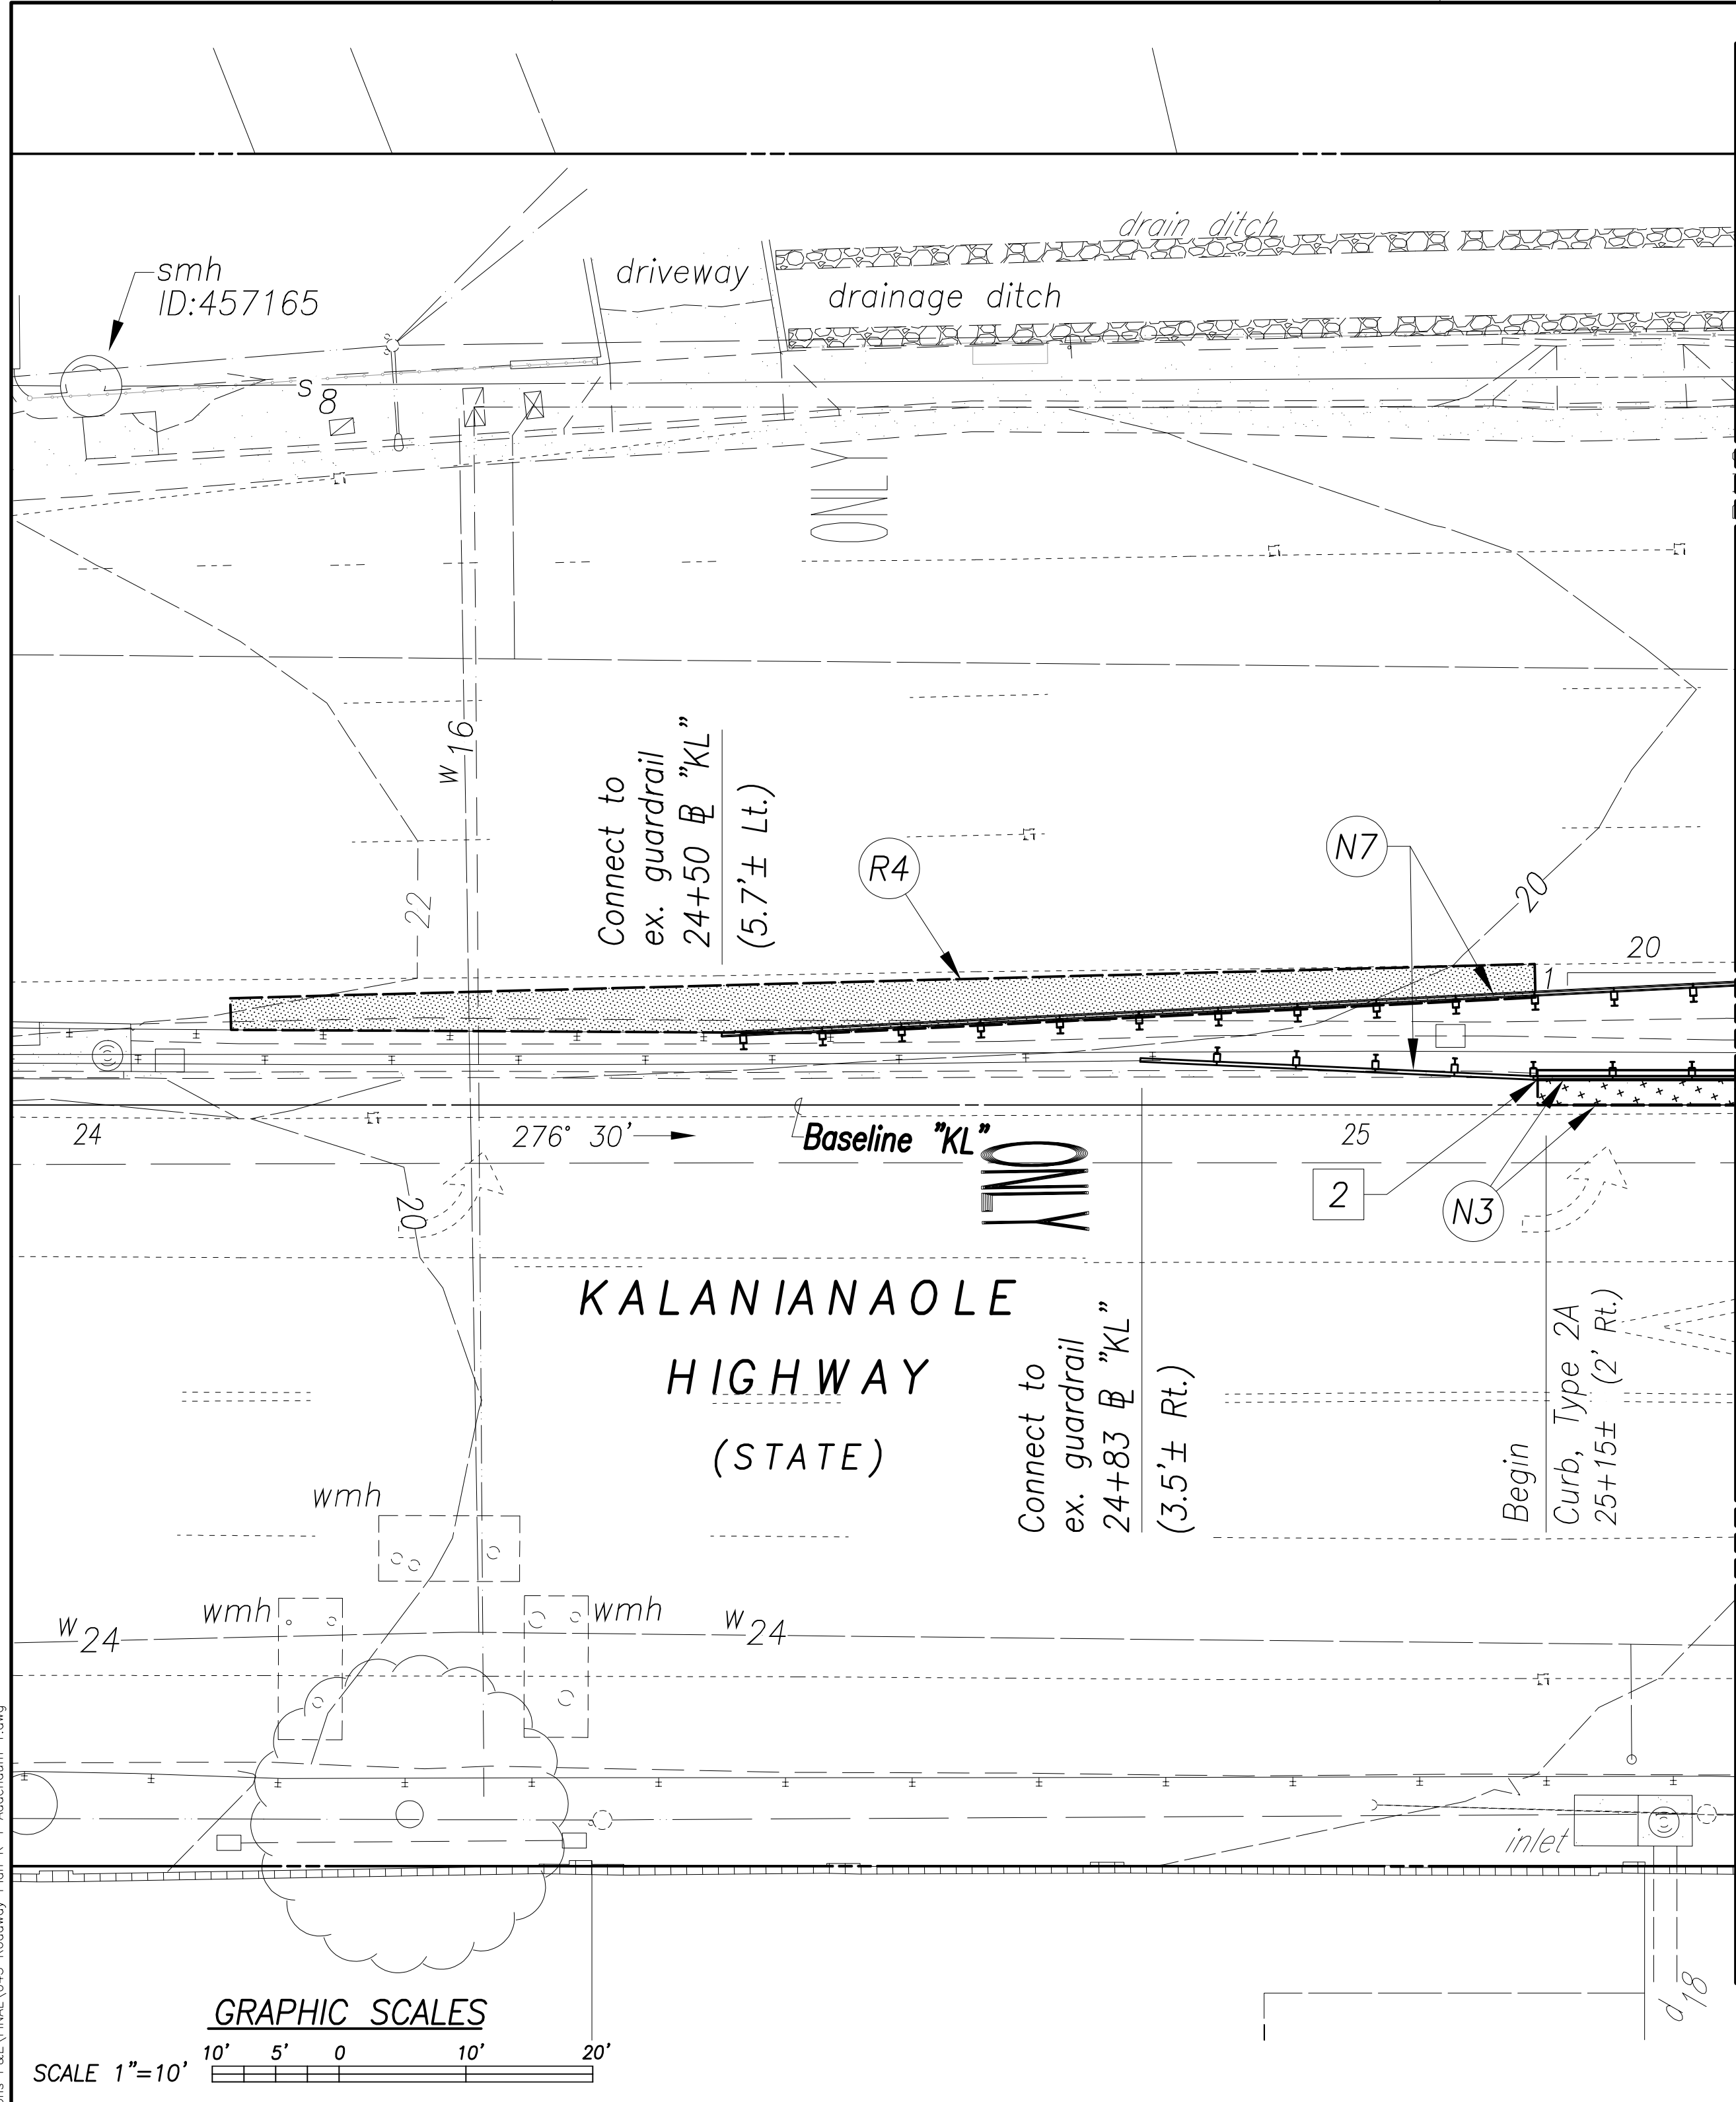 drain ditch
smh
ID:457165
driveway
drainage ditch
s 8
ONLY
w 16
Connect to
ex. guardrail
24+50 ⅊ "KL"
(5.7'± Lt.)
R4
N7
22
20
20
1
24
276° 30'
Baseline "KL"
25
ONLY
2
N3
20
KALANIANAOLE
HIGHWAY
(STATE)
Connect to
ex. guardrail
24+83 ⅊ "KL"
(3.5'± Rt.)
Begin
Curb, Type 2A
25+15± (2' Rt.)
wmh
wmh
wmh
w 24
w 24
inlet
d 18
GRAPHIC SCALES
SCALE 1"=10'
10' 5' 0 10' 20'